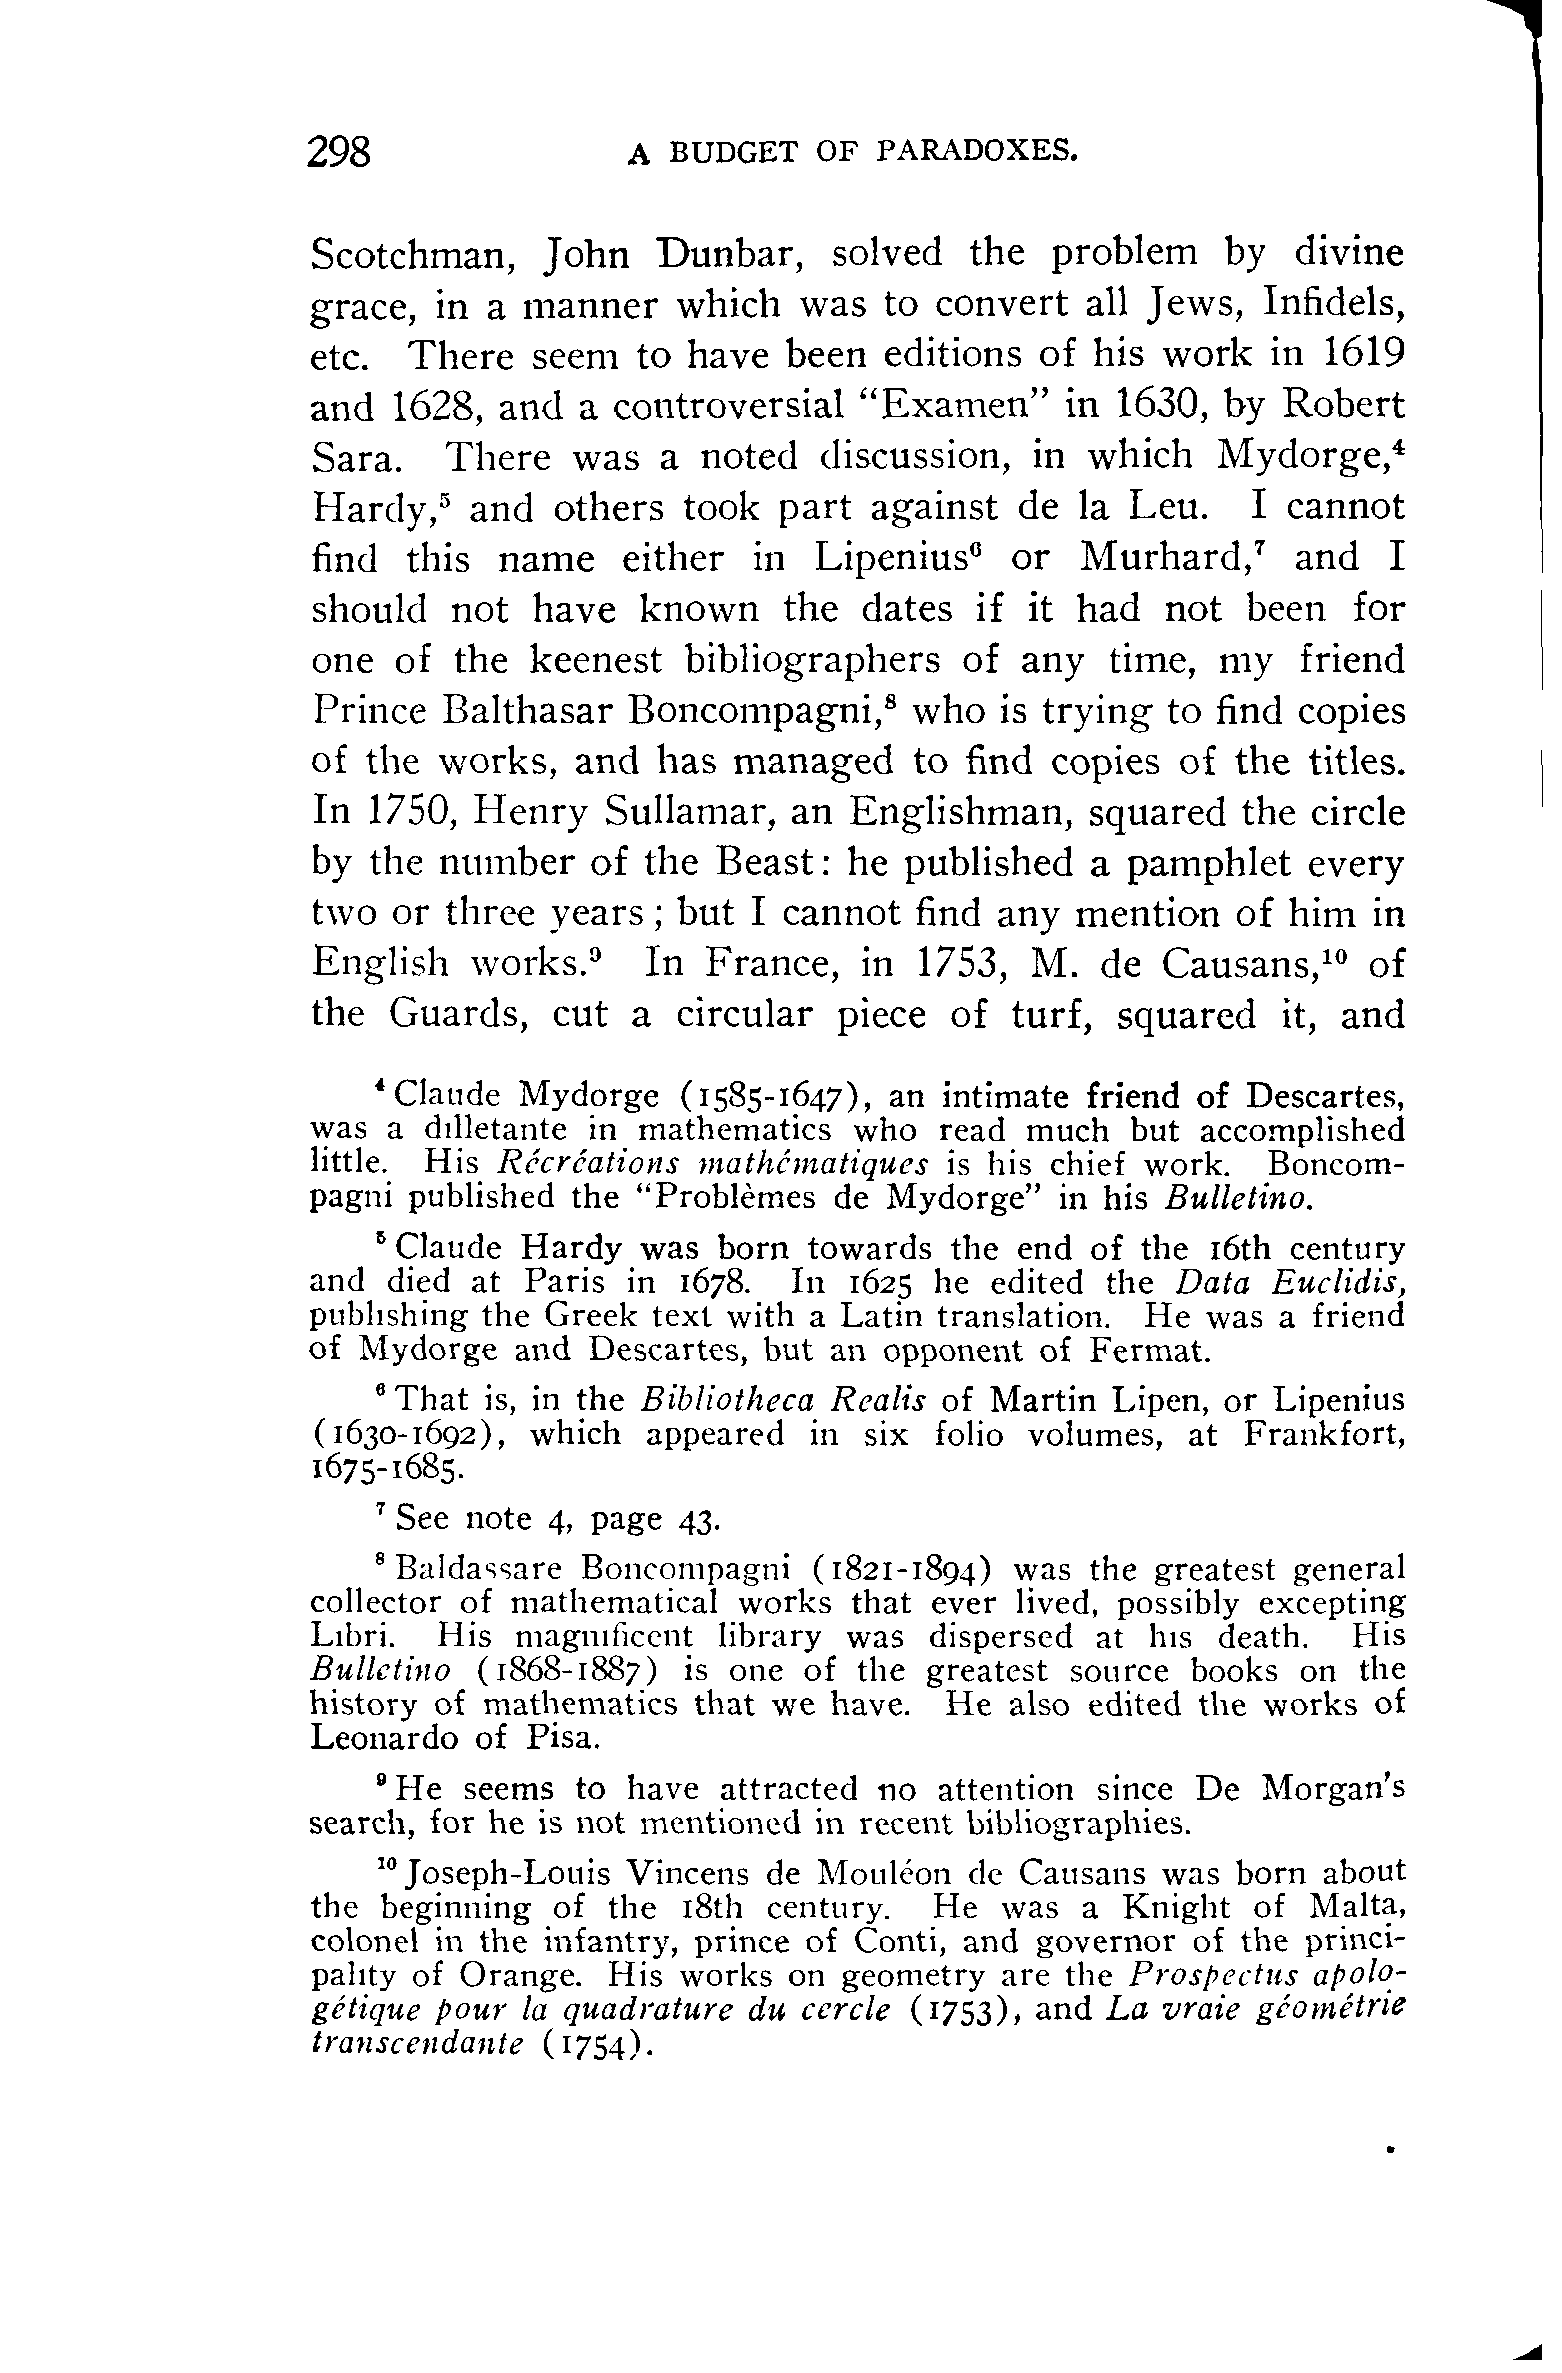 298 A BUDGET OF PARADOXES.
Scotchman, John Dunbar, solved the problem by divine
grace, in a manner which was to convert all Jews, Infidels,
etc. There seem to have been editions of his work in 1619
and 1628, and a controversial “Examen” in 1630, by Robert
Sara. There was a noted discussion, in which Mydorge,⁴
Hardy,⁵ and others took part against de la Leu. I cannot
find this name either in Lipenius⁶ or Murhard,⁷ and I
should not have known the dates if it had not been for
one of the keenest bibliographers of any time, my friend
Prince Balthasar Boncompagni,⁸ who is trying to find copies
of the works, and has managed to find copies of the titles.
In 1750, Henry Sullamar, an Englishman, squared the circle
by the number of the Beast: he published a pamphlet every
two or three years; but I cannot find any mention of him in
English works.⁹ In France, in 1753, M. de Causans,¹⁰ of
the Guards, cut a circular piece of turf, squared it, and
⁴ Claude Mydorge (1585-1647), an intimate friend of Descartes,
was a dilletante in mathematics who read much but accomplished
little. His Récréations mathématiques is his chief work. Boncom-
pagni published the “Problèmes de Mydorge” in his Bulletino.
⁵ Claude Hardy was born towards the end of the 16th century
and died at Paris in 1678. In 1625 he edited the Data Euclidis,
publishing the Greek text with a Latin translation. He was a friend
of Mydorge and Descartes, but an opponent of Fermat.
⁶ That is, in the Bibliotheca Realis of Martin Lipen, or Lipenius
(1630-1692), which appeared in six folio volumes, at Frankfort,
1675-1685.
⁷ See note 4, page 43.
⁸ Baldassare Boncompagni (1821-1894) was the greatest general
collector of mathematical works that ever lived, possibly excepting
Libri. His magnificent library was dispersed at his death. His
Bulletino (1868-1887) is one of the greatest source books on the
history of mathematics that we have. He also edited the works of
Leonardo of Pisa.
⁹ He seems to have attracted no attention since De Morgan's
search, for he is not mentioned in recent bibliographies.
¹⁰ Joseph-Louis Vincens de Mouléon de Causans was born about
the beginning of the 18th century. He was a Knight of Malta,
colonel in the infantry, prince of Conti, and governor of the princi-
pality of Orange. His works on geometry are the Prospectus apolo-
gétique pour la quadrature du cercle (1753), and La vraie géométrie
transcendante (1754).